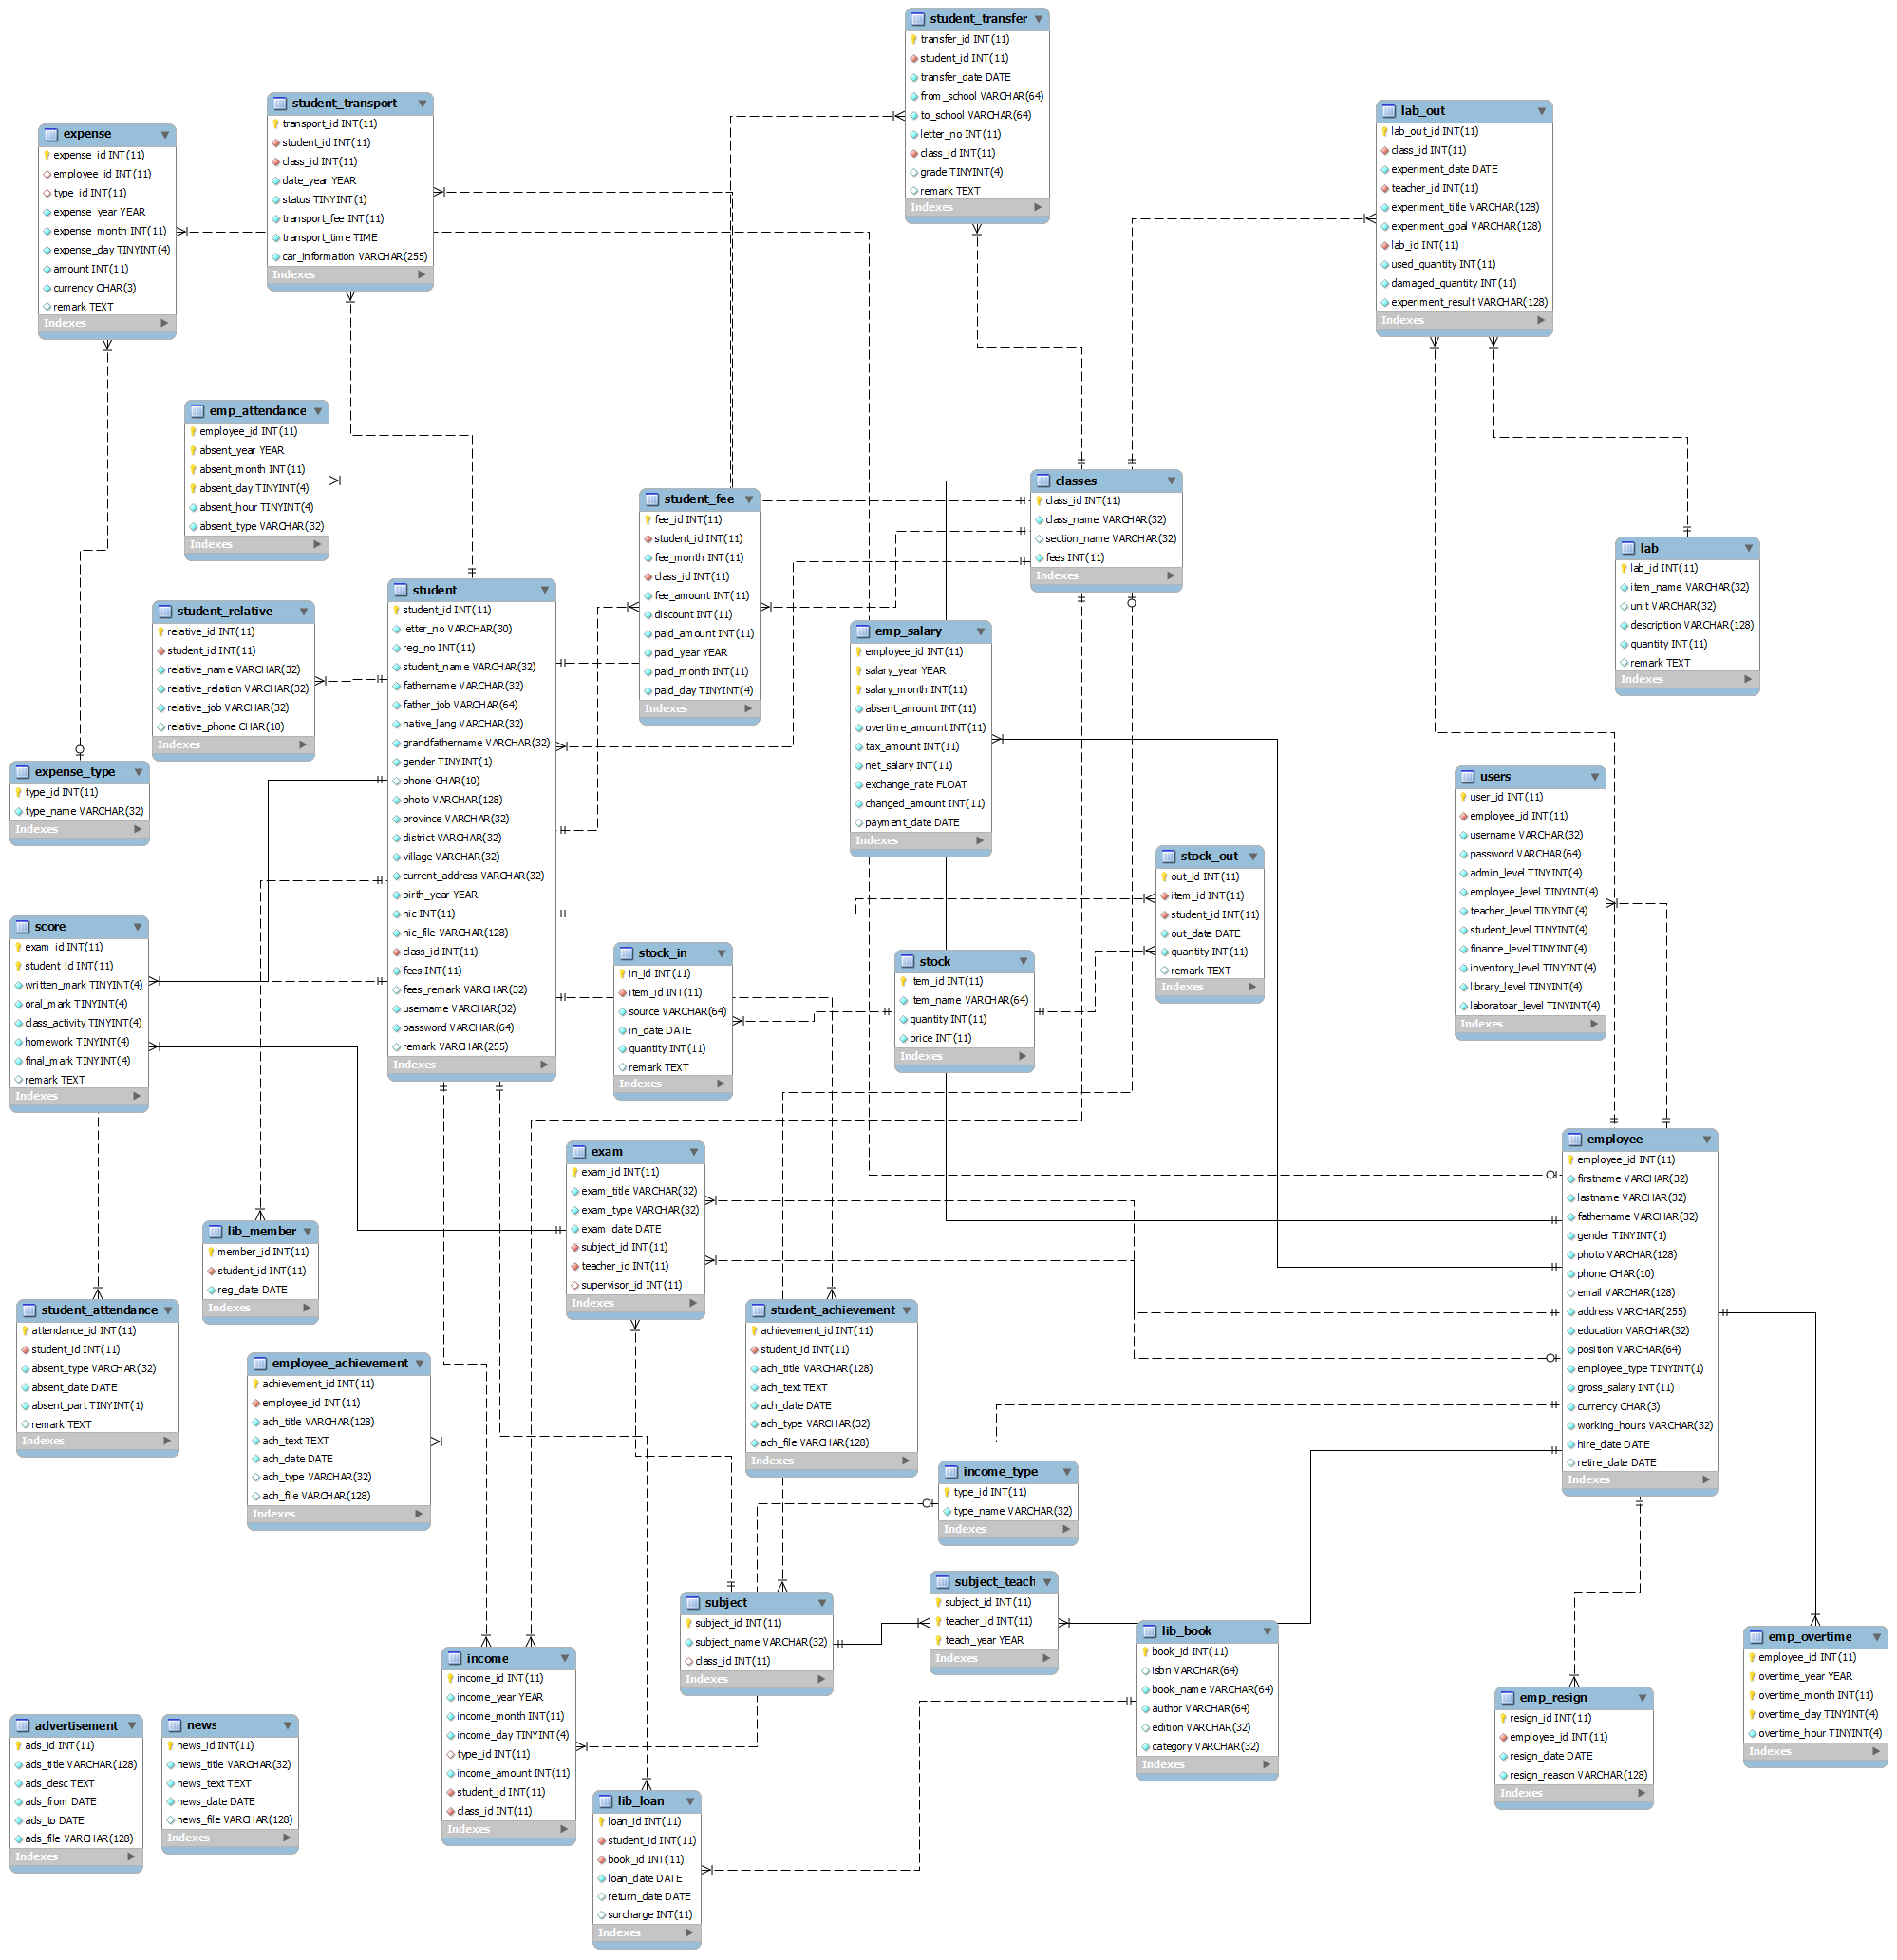 student_transfer
transfer_id INT(11)
student_id INT(11)
transfer_date DATE
from_school VARCHAR(64)
to_school VARCHAR(64)
letter_no INT(11)
class_id INT(11)
grade TINYINT(4)
remark TEXT
Indexes
student_transport
transport_id INT(11)
student_id INT(11)
class_id INT(11)
date_year YEAR
status TINYINT(1)
transport_fee INT(11)
transport_time TIME
car_information VARCHAR(255)
Indexes
lab_out
lab_out_id INT(11)
class_id INT(11)
experiment_date DATE
teacher_id INT(11)
experiment_title VARCHAR(128)
experiment_goal VARCHAR(128)
lab_id INT(11)
used_quantity INT(11)
damaged_quantity INT(11)
experiment_result VARCHAR(128)
Indexes
expense
expense_id INT(11)
employee_id INT(11)
type_id INT(11)
expense_year YEAR
expense_month INT(11)
expense_day TINYINT(4)
amount INT(11)
currency CHAR(3)
remark TEXT
Indexes
emp_attendance
employee_id INT(11)
absent_year YEAR
absent_month INT(11)
absent_day TINYINT(4)
absent_hour TINYINT(4)
absent_type VARCHAR(32)
Indexes
classes
class_id INT(11)
class_name VARCHAR(32)
section_name VARCHAR(32)
fees INT(11)
Indexes
student_fee
fee_id INT(11)
student_id INT(11)
fee_month INT(11)
class_id INT(11)
fee_amount INT(11)
discount INT(11)
paid_amount INT(11)
paid_year YEAR
paid_month INT(11)
paid_day TINYINT(4)
Indexes
lab
lab_id INT(11)
item_name VARCHAR(32)
unit VARCHAR(32)
description VARCHAR(128)
quantity INT(11)
remark TEXT
Indexes
student
student_id INT(11)
letter_no VARCHAR(30)
reg_no INT(11)
student_name VARCHAR(32)
fathername VARCHAR(32)
father_job VARCHAR(64)
native_lang VARCHAR(32)
grandfathername VARCHAR(32)
gender TINYINT(1)
phone CHAR(10)
photo VARCHAR(128)
province VARCHAR(32)
district VARCHAR(32)
village VARCHAR(32)
current_address VARCHAR(32)
birth_year YEAR
nic INT(11)
nic_file VARCHAR(128)
class_id INT(11)
fees INT(11)
fees_remark VARCHAR(32)
username VARCHAR(32)
password VARCHAR(64)
remark VARCHAR(255)
Indexes
student_relative
relative_id INT(11)
student_id INT(11)
relative_name VARCHAR(32)
relative_relation VARCHAR(32)
relative_job VARCHAR(32)
relative_phone CHAR(10)
Indexes
emp_salary
employee_id INT(11)
salary_year YEAR
salary_month INT(11)
absent_amount INT(11)
overtime_amount INT(11)
tax_amount INT(11)
net_salary INT(11)
exchange_rate FLOAT
changed_amount INT(11)
payment_date DATE
Indexes
expense_type
type_id INT(11)
type_name VARCHAR(32)
Indexes
users
user_id INT(11)
employee_id INT(11)
username VARCHAR(32)
password VARCHAR(64)
admin_level TINYINT(4)
employee_level TINYINT(4)
teacher_level TINYINT(4)
student_level TINYINT(4)
finance_level TINYINT(4)
inventory_level TINYINT(4)
library_level TINYINT(4)
laboratoar_level TINYINT(4)
Indexes
stock_out
out_id INT(11)
item_id INT(11)
student_id INT(11)
out_date DATE
quantity INT(11)
remark TEXT
Indexes
score
exam_id INT(11)
student_id INT(11)
written_mark TINYINT(4)
oral_mark TINYINT(4)
class_activity TINYINT(4)
homework TINYINT(4)
final_mark TINYINT(4)
remark TEXT
Indexes
stock_in
in_id INT(11)
item_id INT(11)
source VARCHAR(64)
in_date DATE
quantity INT(11)
remark TEXT
Indexes
stock
item_id INT(11)
item_name VARCHAR(64)
quantity INT(11)
price INT(11)
Indexes
employee
employee_id INT(11)
firstname VARCHAR(32)
lastname VARCHAR(32)
fathername VARCHAR(32)
gender TINYINT(1)
photo VARCHAR(128)
phone CHAR(10)
email VARCHAR(128)
address VARCHAR(255)
education VARCHAR(32)
position VARCHAR(64)
employee_type TINYINT(1)
gross_salary INT(11)
currency CHAR(3)
working_hours VARCHAR(32)
hire_date DATE
retire_date DATE
Indexes
exam
exam_id INT(11)
exam_title VARCHAR(32)
exam_type VARCHAR(32)
exam_date DATE
subject_id INT(11)
teacher_id INT(11)
supervisor_id INT(11)
Indexes
lib_member
member_id INT(11)
student_id INT(11)
reg_date DATE
Indexes
student_attendance
attendance_id INT(11)
student_id INT(11)
absent_type VARCHAR(32)
absent_date DATE
absent_part TINYINT(1)
remark TEXT
Indexes
student_achievement
achievement_id INT(11)
student_id INT(11)
ach_title VARCHAR(128)
ach_text TEXT
ach_date DATE
ach_type VARCHAR(32)
ach_file VARCHAR(128)
Indexes
employee_achievement
achievement_id INT(11)
employee_id INT(11)
ach_title VARCHAR(128)
ach_text TEXT
ach_date DATE
ach_type VARCHAR(32)
ach_file VARCHAR(128)
Indexes
income_type
type_id INT(11)
type_name VARCHAR(32)
Indexes
subject_teach
subject_id INT(11)
teacher_id INT(11)
teach_year YEAR
Indexes
subject
subject_id INT(11)
subject_name VARCHAR(32)
class_id INT(11)
Indexes
lib_book
book_id INT(11)
isbn VARCHAR(64)
book_name VARCHAR(64)
author VARCHAR(64)
edition VARCHAR(32)
category VARCHAR(32)
Indexes
emp_overtime
employee_id INT(11)
overtime_year YEAR
overtime_month INT(11)
overtime_day TINYINT(4)
overtime_hour TINYINT(4)
Indexes
income
income_id INT(11)
income_year YEAR
income_month INT(11)
income_day TINYINT(4)
type_id INT(11)
income_amount INT(11)
student_id INT(11)
class_id INT(11)
Indexes
emp_resign
resign_id INT(11)
employee_id INT(11)
resign_date DATE
resign_reason VARCHAR(128)
Indexes
advertisement
ads_id INT(11)
ads_title VARCHAR(128)
ads_desc TEXT
ads_from DATE
ads_to DATE
ads_file VARCHAR(128)
Indexes
news
news_id INT(11)
news_title VARCHAR(32)
news_text TEXT
news_date DATE
news_file VARCHAR(128)
Indexes
lib_loan
loan_id INT(11)
student_id INT(11)
book_id INT(11)
loan_date DATE
return_date DATE
surcharge INT(11)
Indexes